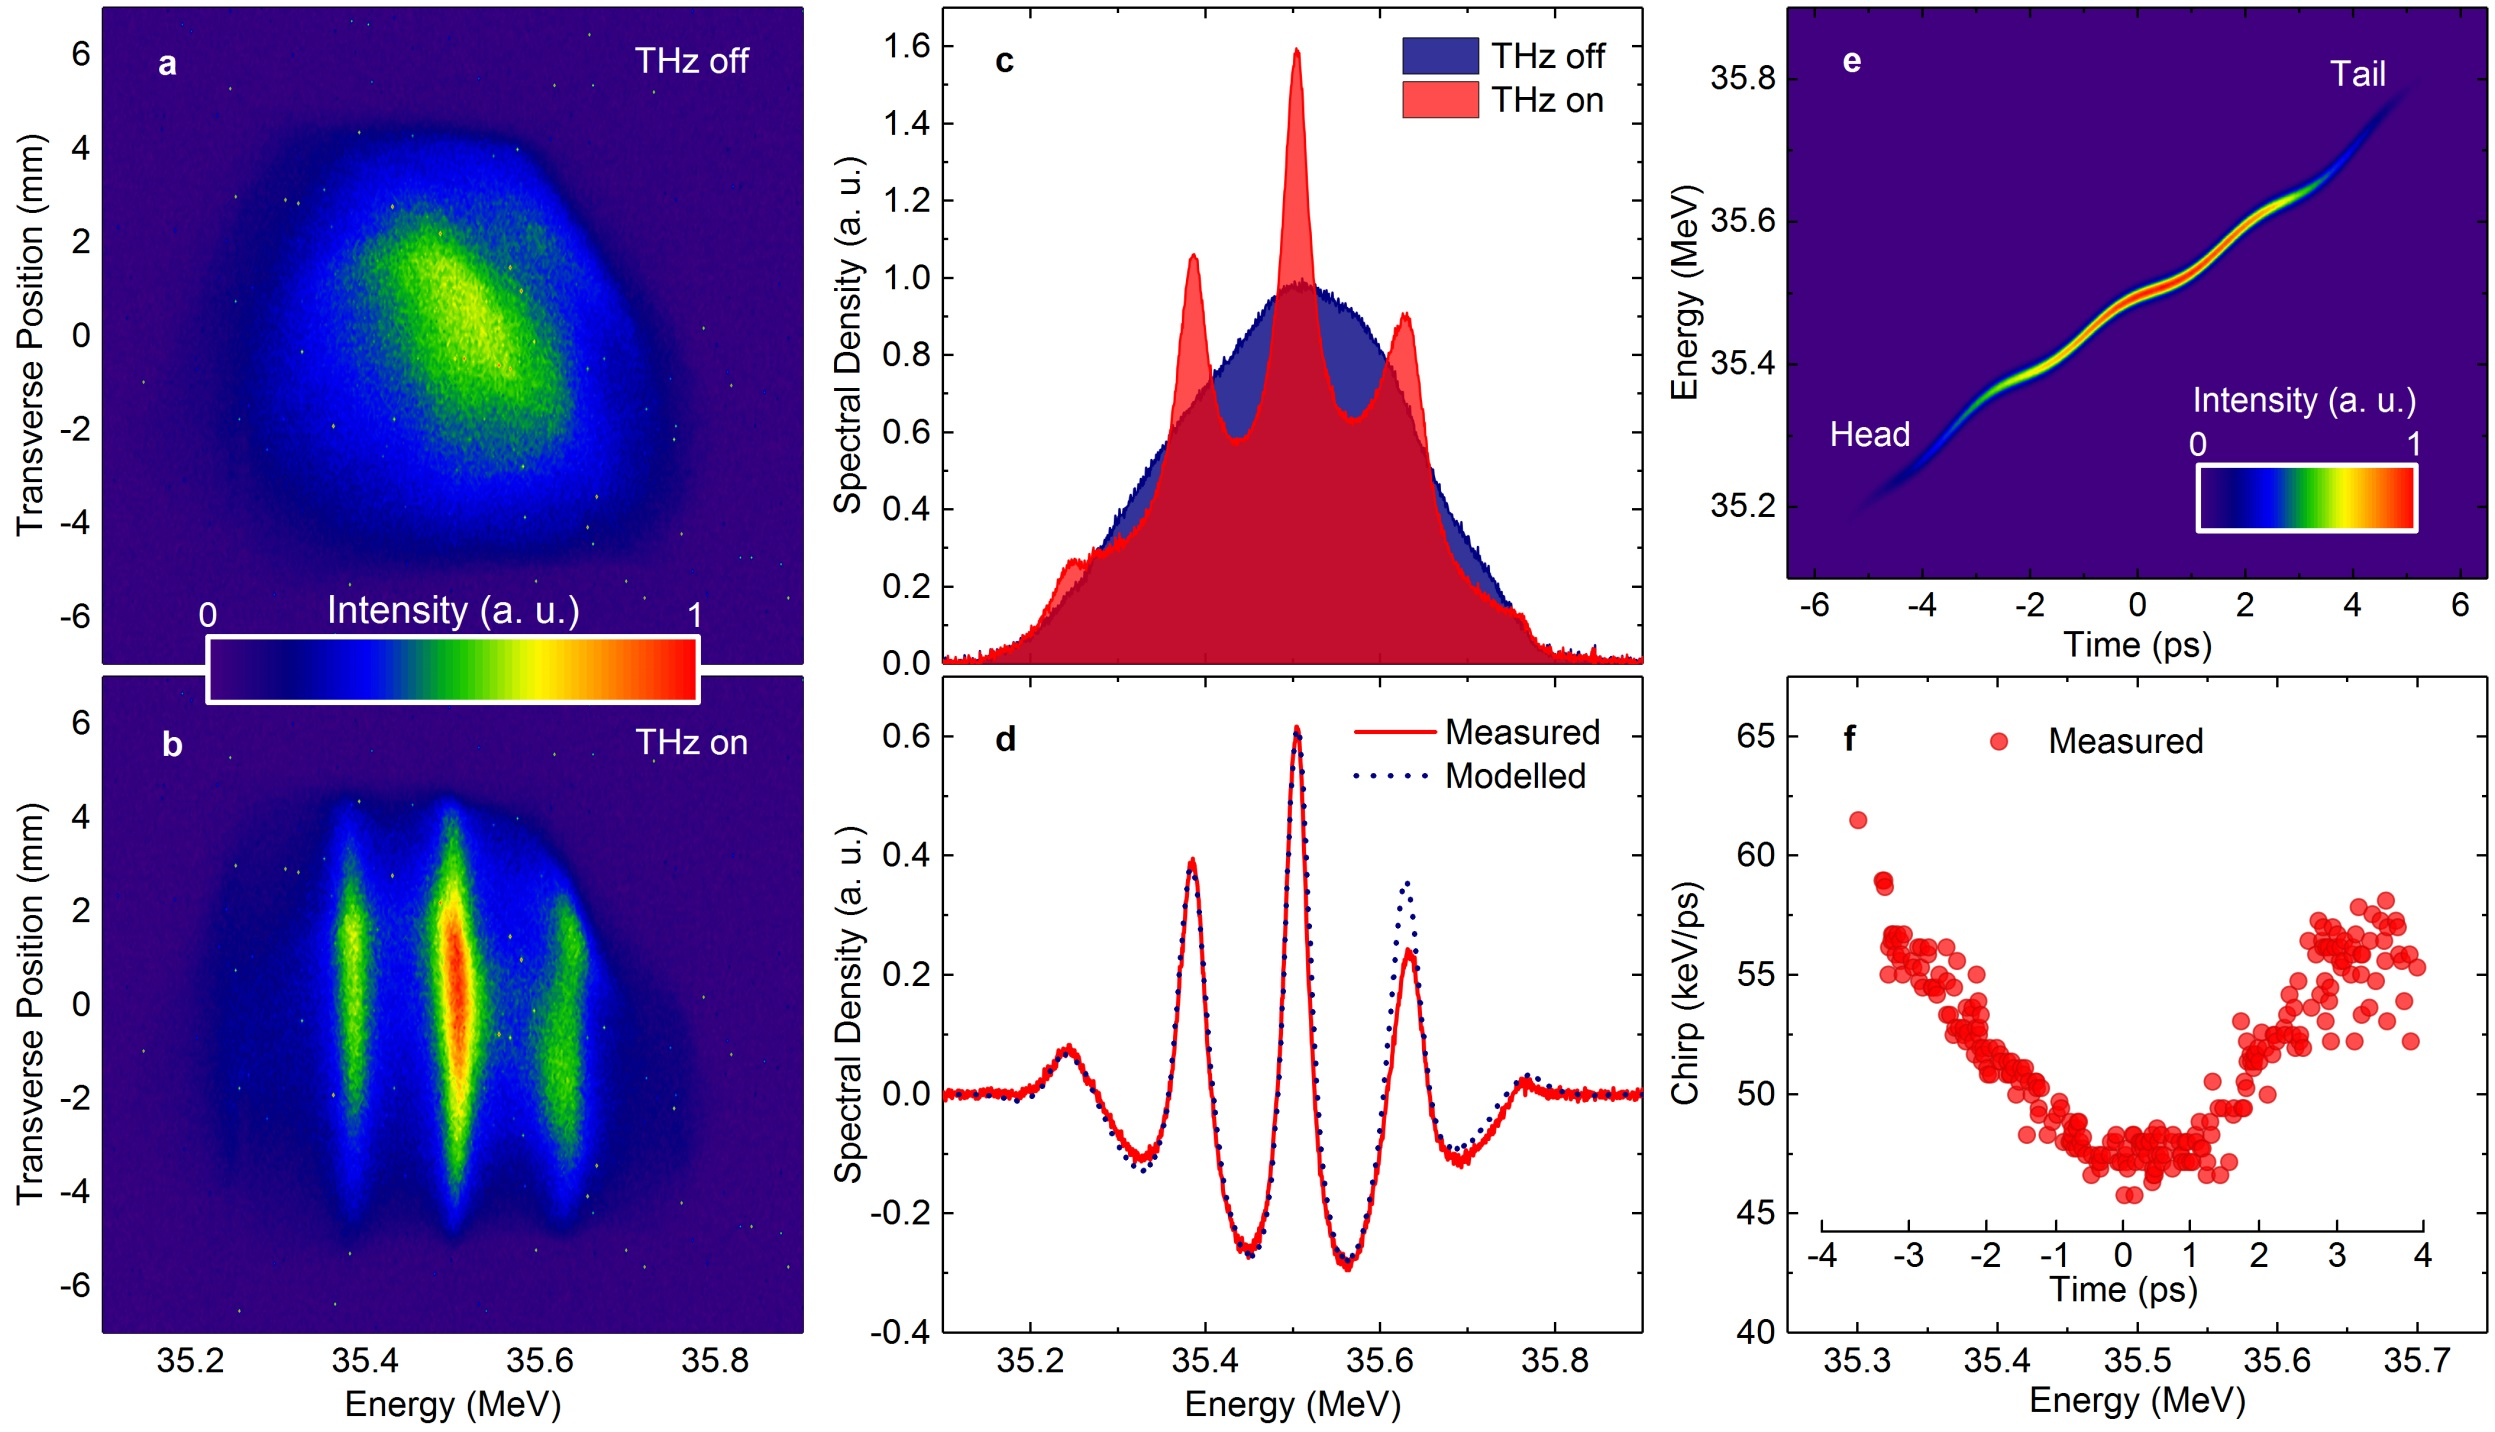 a
THz off
6
4
2
0
-2
-4
-6
Transverse Position (mm)
0
Intensity (a. u.)
1
b
THz on
6
4
2
0
-2
-4
-6
Transverse Position (mm)
35.2
35.4
35.6
35.8
Energy (MeV)
c
THz off
THz on
1.6
1.4
1.2
1.0
0.8
0.6
0.4
0.2
0.0
Spectral Density (a. u.)
d
Measured
Modelled
0.6
0.4
0.2
0.0
-0.2
-0.4
Spectral Density (a. u.)
35.2
35.4
35.6
35.8
Energy (MeV)
e
Tail
Head
35.8
35.6
35.4
35.2
Energy (MeV)
Intensity (a. u.)
0
1
-6
-4
-2
0
2
4
6
Time (ps)
f
Measured
65
60
55
50
45
40
Chirp (keV/ps)
-4
-3
-2
-1
0
1
2
3
4
Time (ps)
35.3
35.4
35.5
35.6
35.7
Energy (MeV)